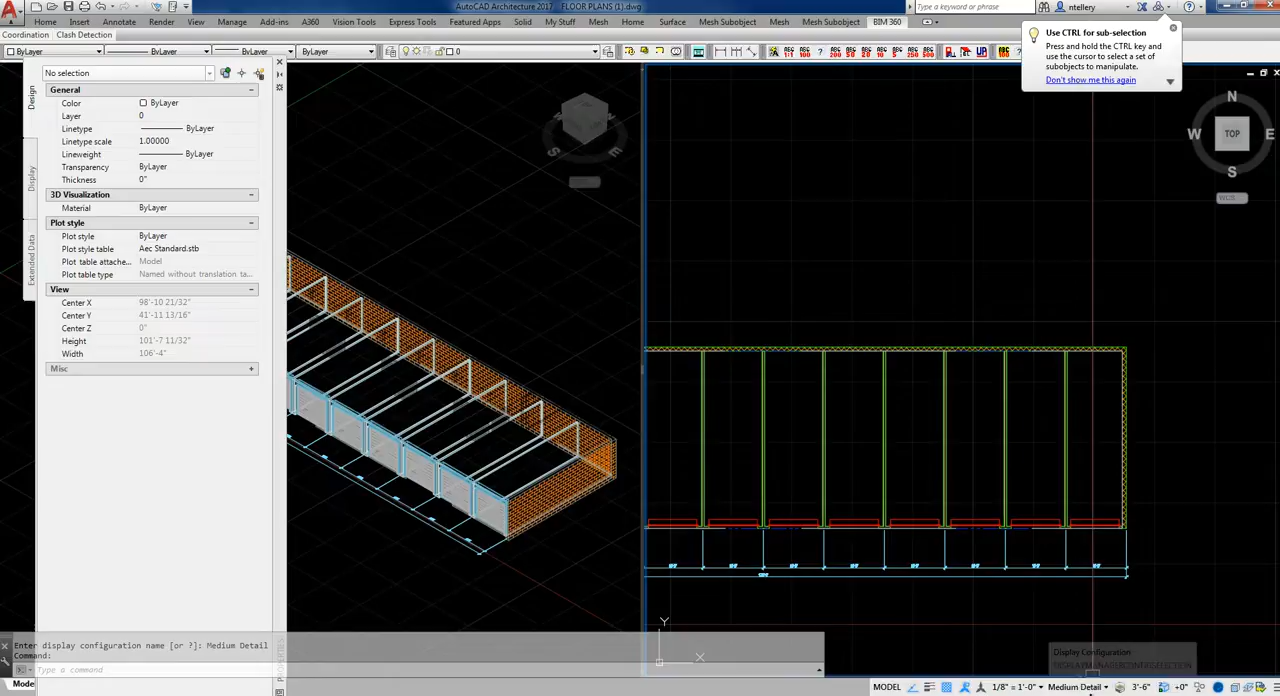 AutoCAD Architecture 2017   FLOOR PLANS (1).dwg
Type a keyword or phrase
ntellery
Home Insert Annotate Render View Manage Add-ins A360 Vision Tools Express Tools Featured Apps Solid My Stuff Home Mesh Surface Mesh Subobject Mesh Mesh Subobject BIM 360
Coordination Clash Detection
ByLayer ByLayer ByLayer ByLayer 0
Use CTRL for sub-selection
Press and hold the CTRL key and
use the cursor to select a set of
subobjects to manipulate.
Don't show me this again
No selection
Design
Display
Extended Data
General
Color ByLayer
Layer 0
Linetype ByLayer
Linetype scale 1.00000
Lineweight ByLayer
Transparency ByLayer
Thickness 0"
3D Visualization
Material ByLayer
Plot style
Plot style ByLayer
Plot style table Aec Standard.stb
Plot table attache... Model
Plot table type Named without translation ta...
View
Center X 98'-10 21/32"
Center Y 41'-11 13/16"
Center Z 0"
Height 101'-7 11/32"
Width 106'-4"
Misc
S E
N
W TOP E
S
WCS
Y
X
Enter display configuration name [or ?]: Medium Detail
Command:
Type a command
PROPERTIES
Display Configuration
DISPLAYMANAGERCONFIGSELECTION
Mode
MODEL 1/8" = 1'-0" Medium Detail 3'-6" +0"